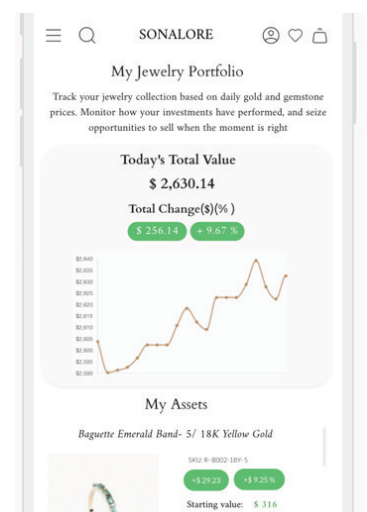 SONALORE
My Jewelry Portfolio
Track your jewelry collection based on daily gold and gemstone
prices. Monitor how your investments have performed, and seize
opportunities to sell when the moment is right
Today's Total Value
$ 2,630.14
Total Change($)(% )
$ 256.14 + 9.67 %
$2,640
$2,635
$2,630
$2,625
$2,620
$2,615
$2,610
$2,605
$2,600
$2,595
$2,590
My Assets
Baguette Emerald Band- 5/ 18K Yellow Gold
SKU: R-B002-18Y-5
+$ 29.23 +$ 9.25 %
Starting value: $ 316